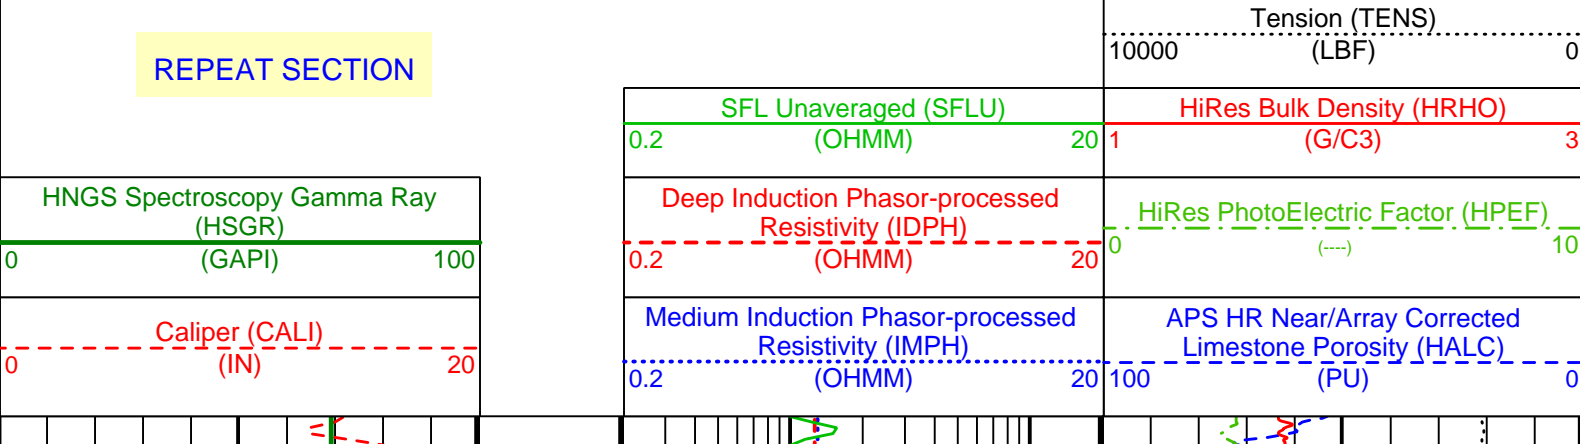 REPEAT SECTION
Tension (TENS)
10000 (LBF) 0
SFL Unaveraged (SFLU)
0.2 (OHMM) 20
HiRes Bulk Density (HRHO)
1 (G/C3) 3
HNGS Spectroscopy Gamma Ray
(HSGR)
0 (GAPI) 100
Deep Induction Phasor-processed
Resistivity (IDPH)
0.2 (OHMM) 20
HiRes PhotoElectric Factor (HPEF)
0 (----) 10
Caliper (CALI)
0 (IN) 20
Medium Induction Phasor-processed
Resistivity (IMPH)
0.2 (OHMM) 20
APS HR Near/Array Corrected
Limestone Porosity (HALC)
100 (PU) 0